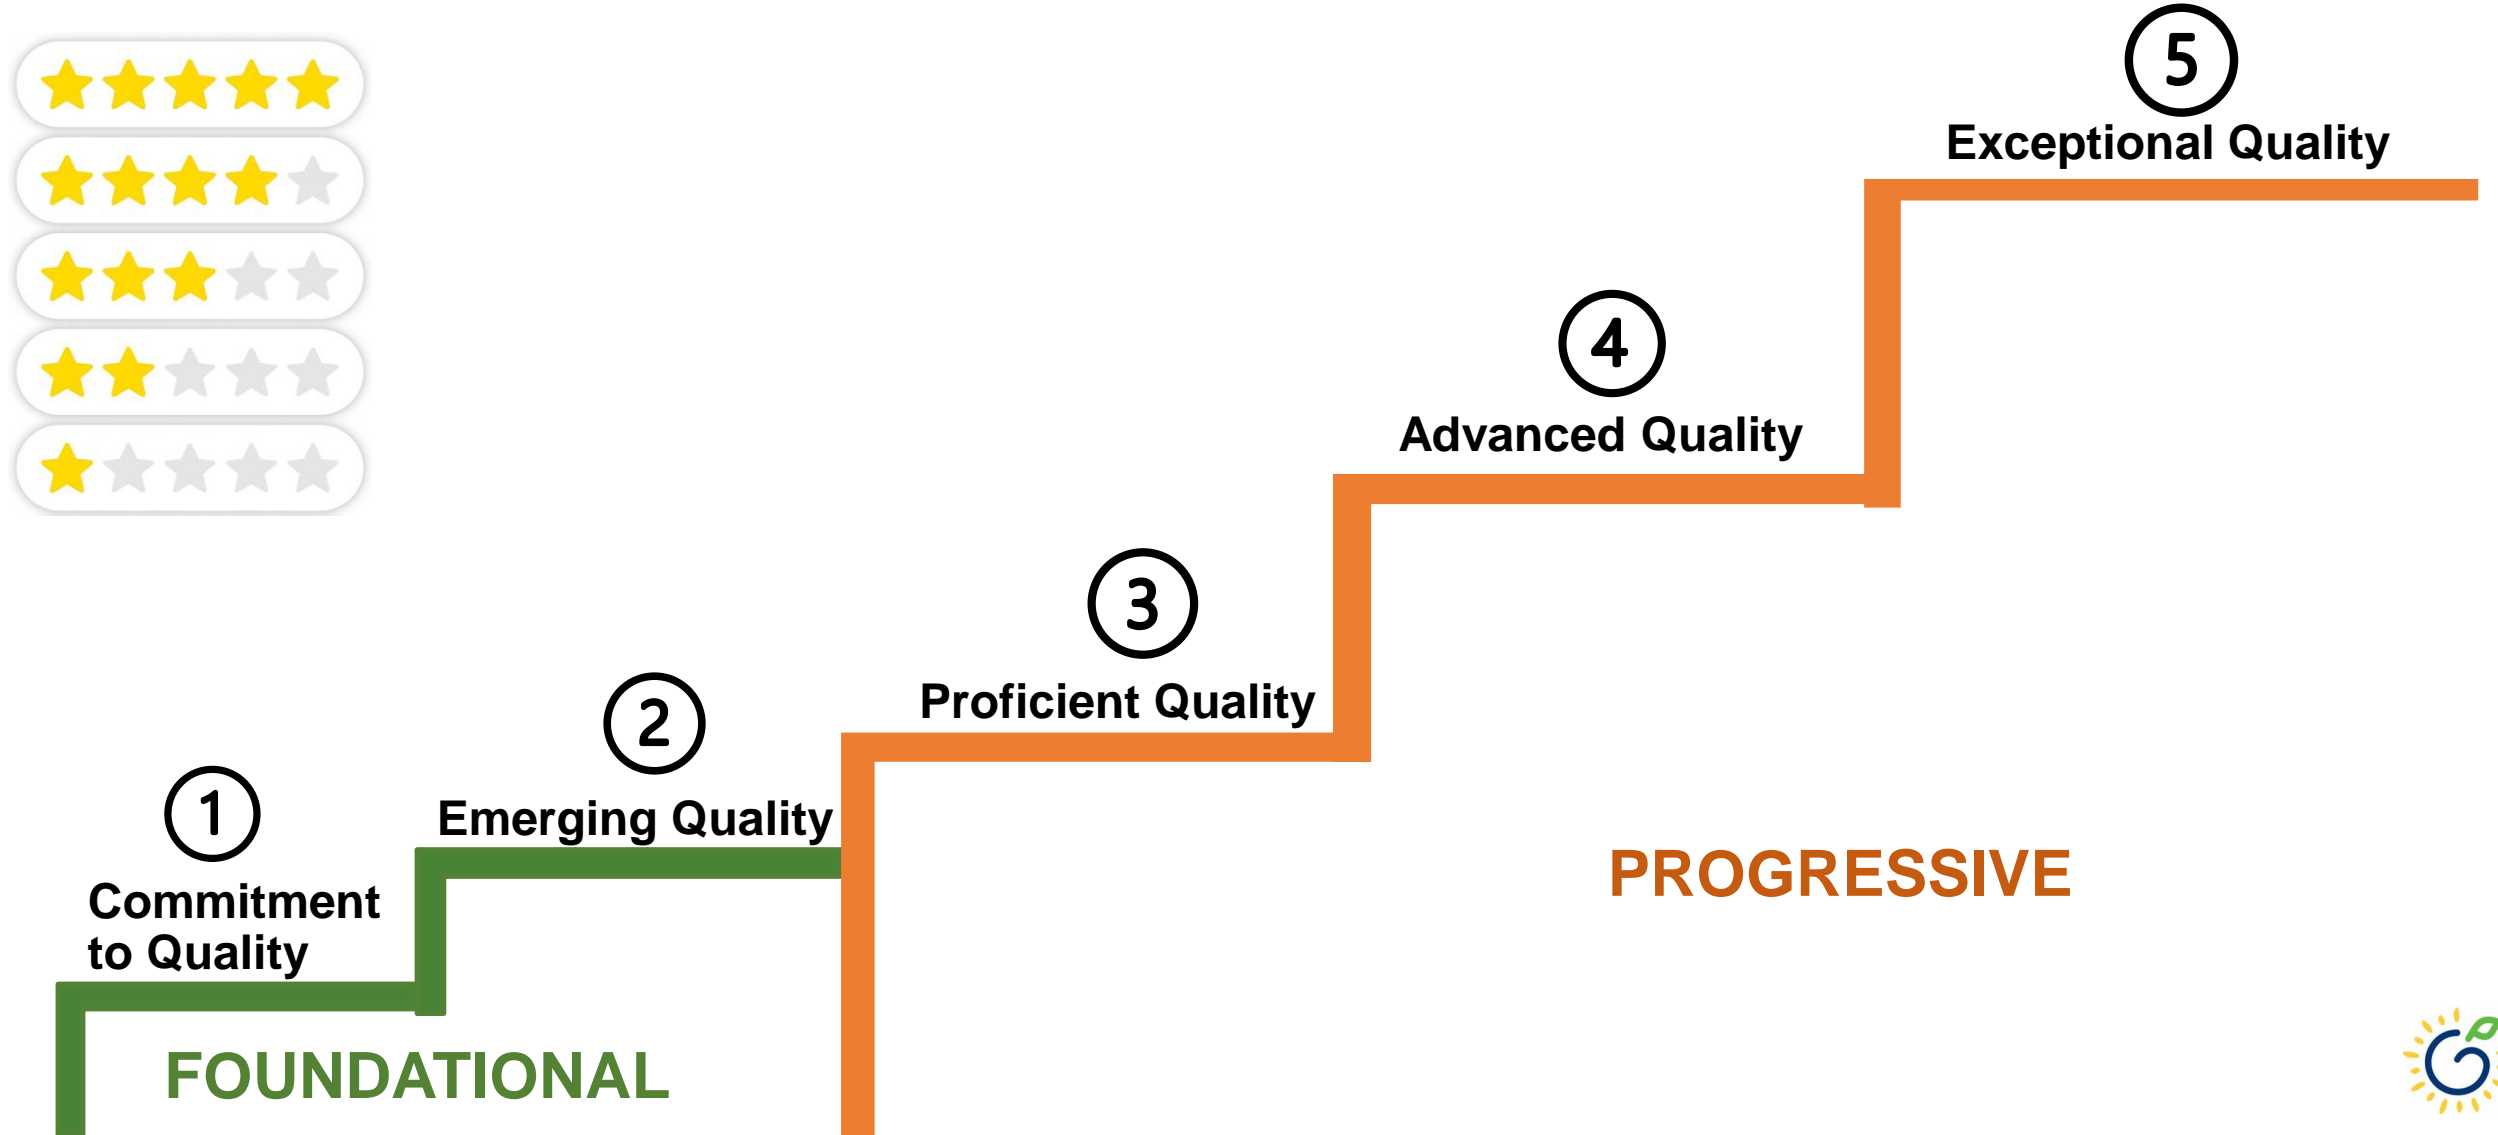 5
Exceptional Quality
4
Advanced Quality
3
Proficient Quality
2
Emerging Quality
1
Commitment
to Quality
PROGRESSIVE
FOUNDATIONAL